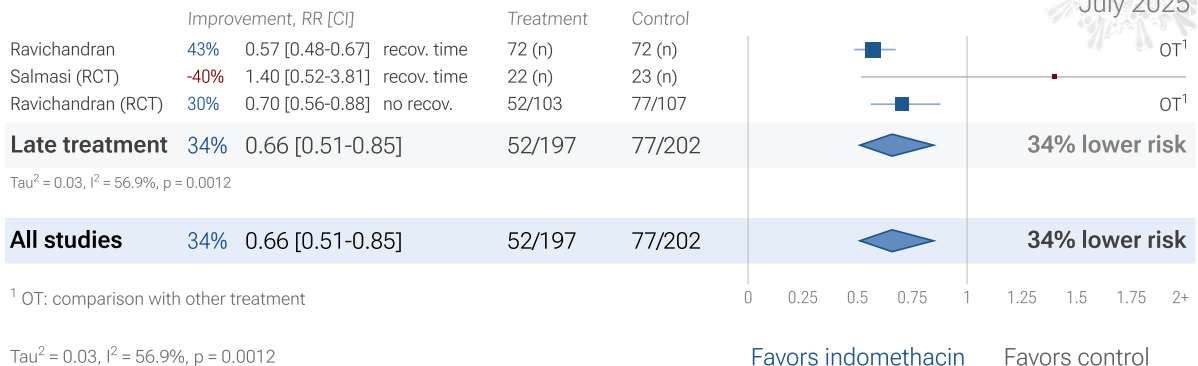 July 2025
Improvement, RR [CI] Treatment Control
Ravichandran 43% 0.57 [0.48-0.67] recov. time 72 (n) 72 (n) OT¹
Salmasi (RCT) -40% 1.40 [0.52-3.81] recov. time 22 (n) 23 (n)
Ravichandran (RCT) 30% 0.70 [0.56-0.88] no recov. 52/103 77/107 OT¹
Late treatment 34% 0.66 [0.51-0.85] 52/197 77/202 34% lower risk
Tau² = 0.03, I² = 56.9%, p = 0.0012
All studies 34% 0.66 [0.51-0.85] 52/197 77/202 34% lower risk
¹ OT: comparison with other treatment 0 0.25 0.5 0.75 1 1.25 1.5 1.75 2+
Tau² = 0.03, I² = 56.9%, p = 0.0012 Favors indomethacin Favors control